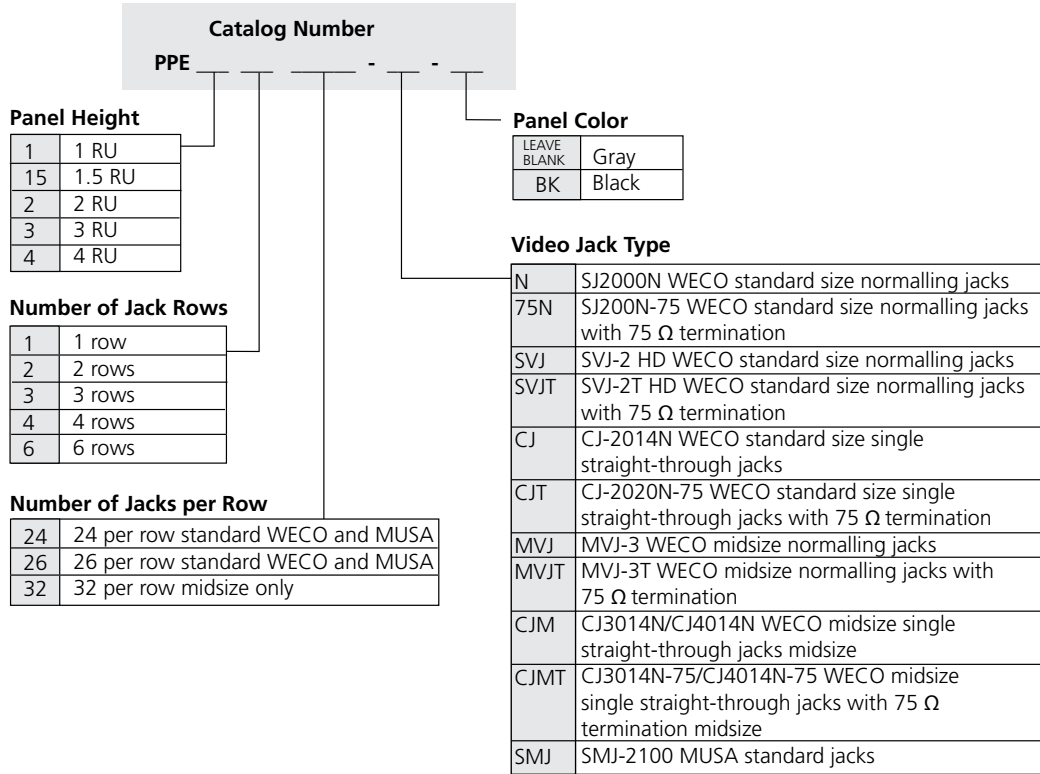 Catalog Number
PPE ___ ___ _____ - ___ - ___
Panel Height
1 1 RU
15 1.5 RU
2 2 RU
3 3 RU
4 4 RU
Number of Jack Rows
1 1 row
2 2 rows
3 3 rows
4 4 rows
6 6 rows
Number of Jacks per Row
24 24 per row standard WECO and MUSA
26 26 per row standard WECO and MUSA
32 32 per row midsize only
Panel Color
LEAVE
BLANK Gray
BK Black
Video Jack Type
N SJ2000N WECO standard size normalling jacks
75N SJ200N-75 WECO standard size normalling jacks
with 75 Ω termination
SVJ SVJ-2 HD WECO standard size normalling jacks
SVJT SVJ-2T HD WECO standard size normalling jacks
with 75 Ω termination
CJ CJ-2014N WECO standard size single
straight-through jacks
CJT CJ-2020N-75 WECO standard size single
straight-through jacks with 75 Ω termination
MVJ MVJ-3 WECO midsize normalling jacks
MVJT MVJ-3T WECO midsize normalling jacks with
75 Ω termination
CJM CJ3014N/CJ4014N WECO midsize single
straight-through jacks midsize
CJMT CJ3014N-75/CJ4014N-75 WECO midsize
single straight-through jacks with 75 Ω
termination midsize
SMJ SMJ-2100 MUSA standard jacks